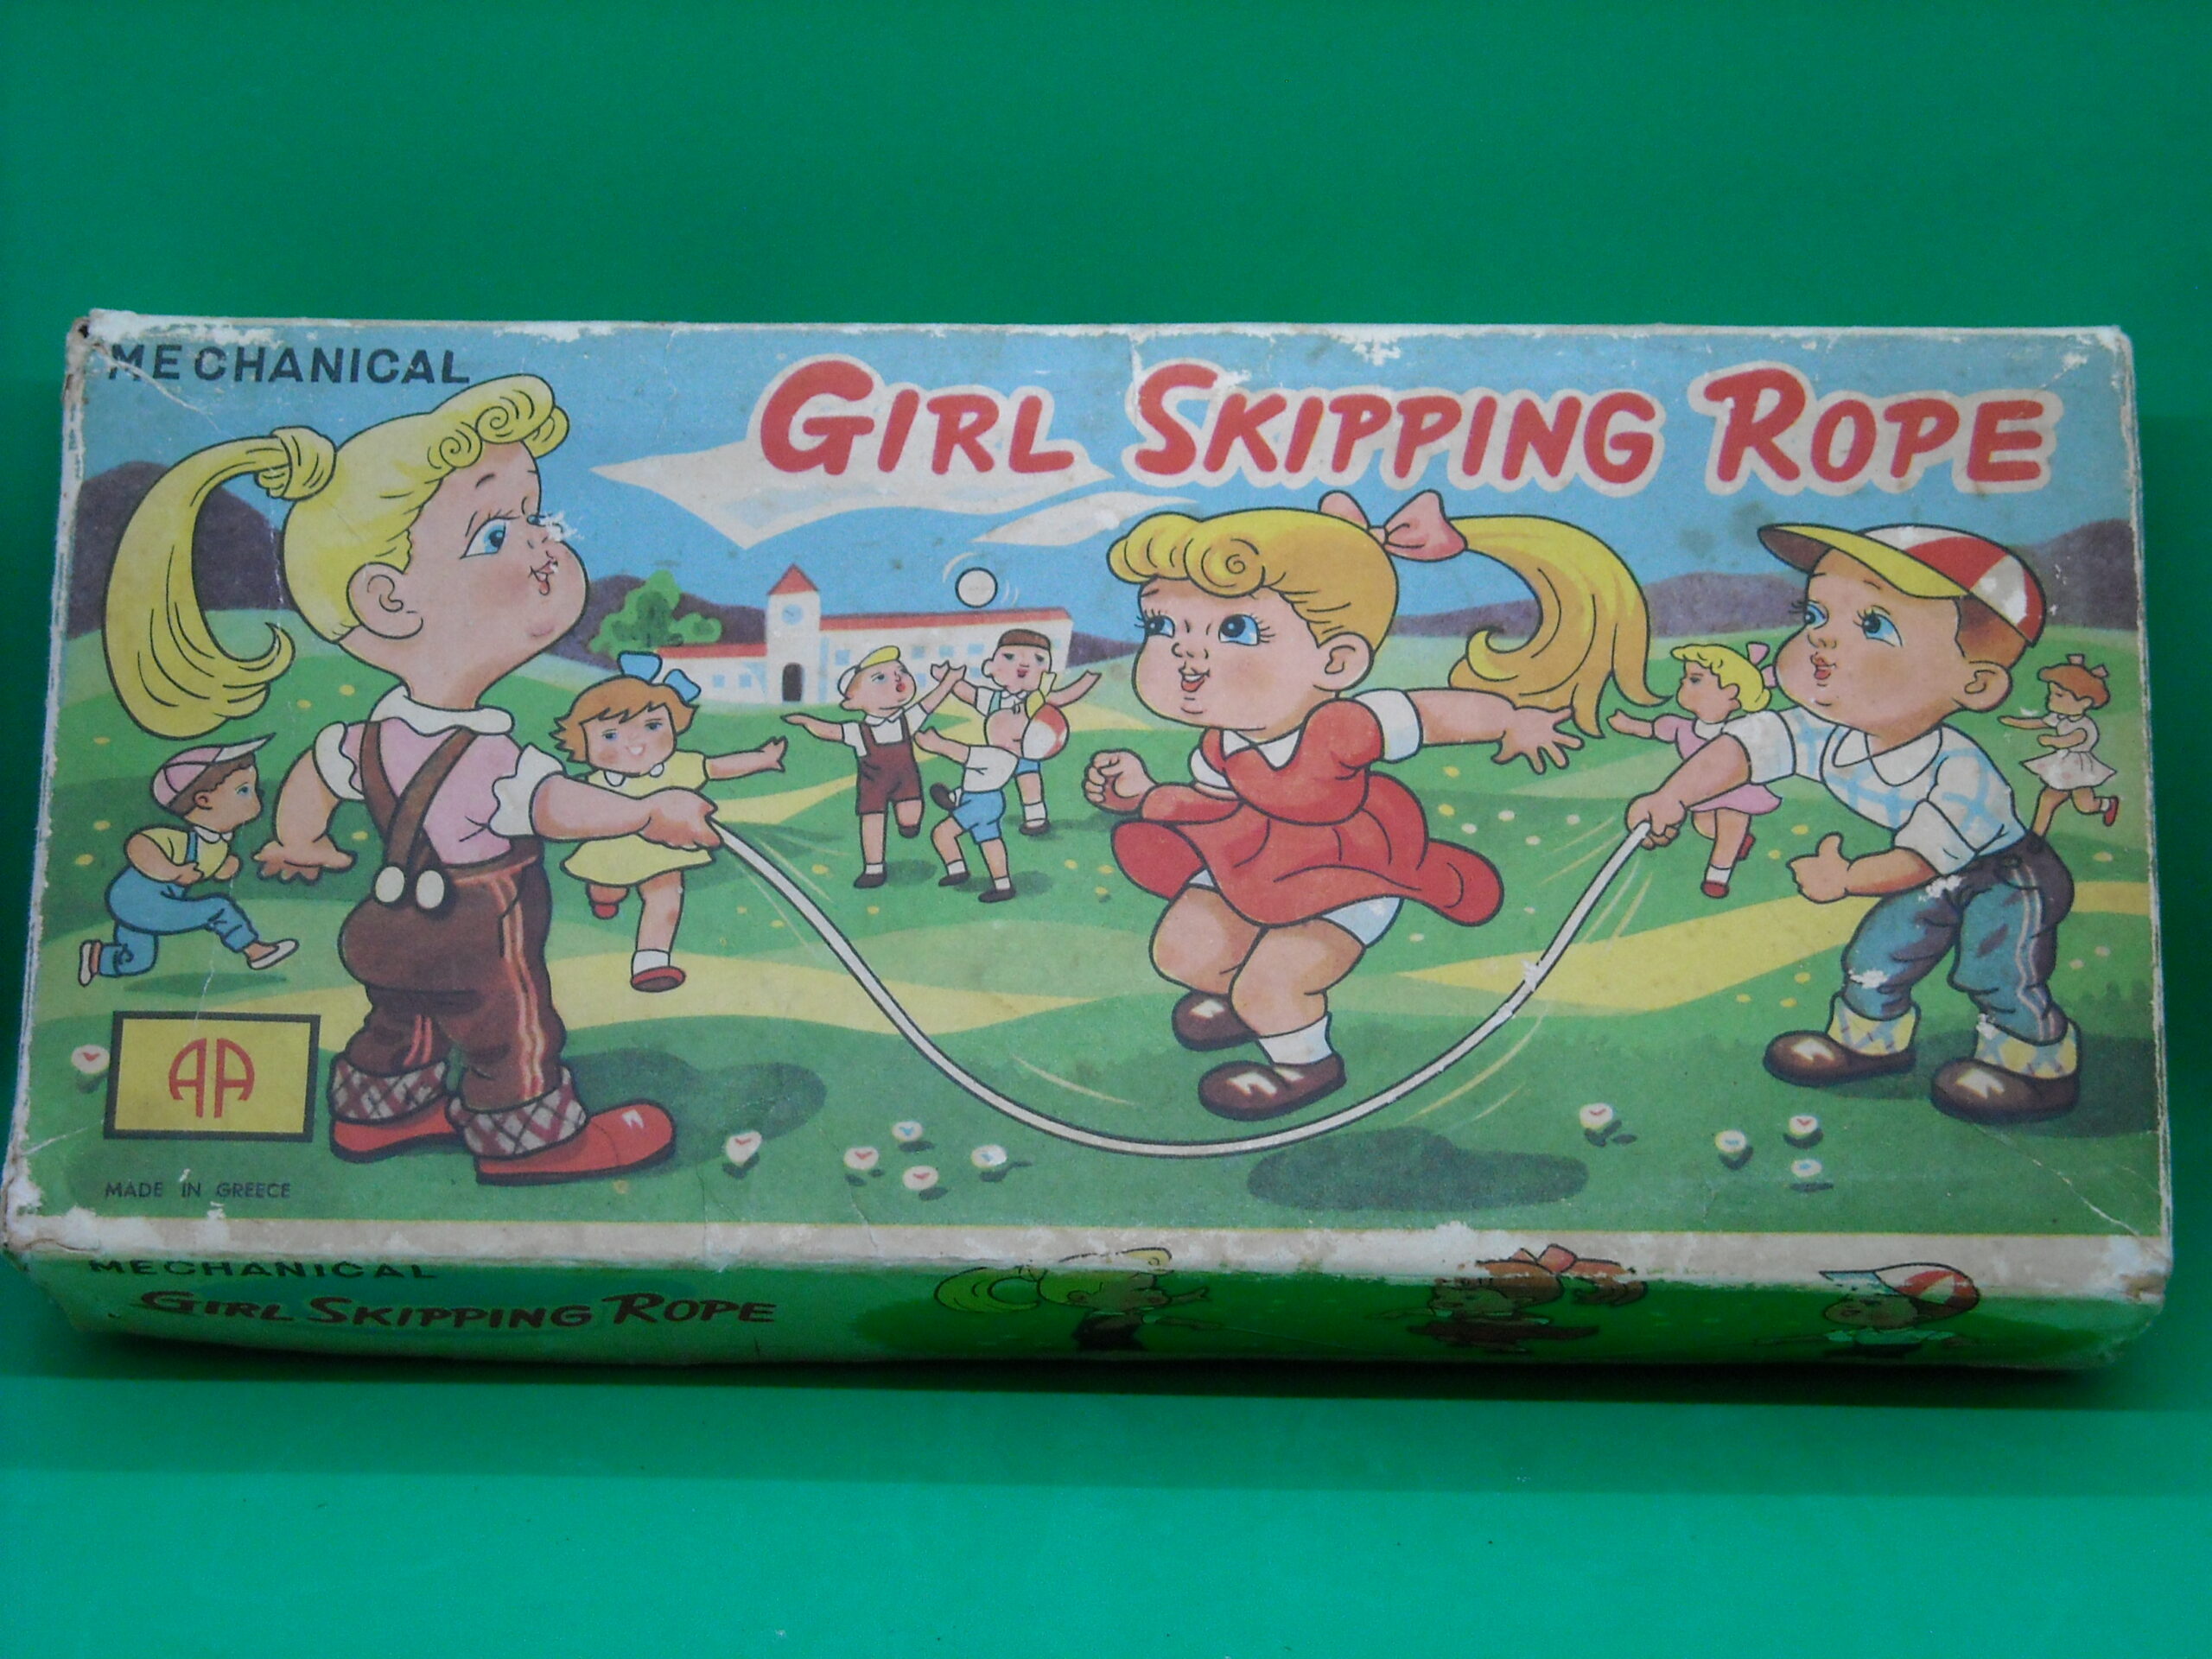 MECHANICAL
GIRL SKIPPING ROPE
AA
MADE IN GREECE
MECHANICAL
GIRL SKIPPING ROPE